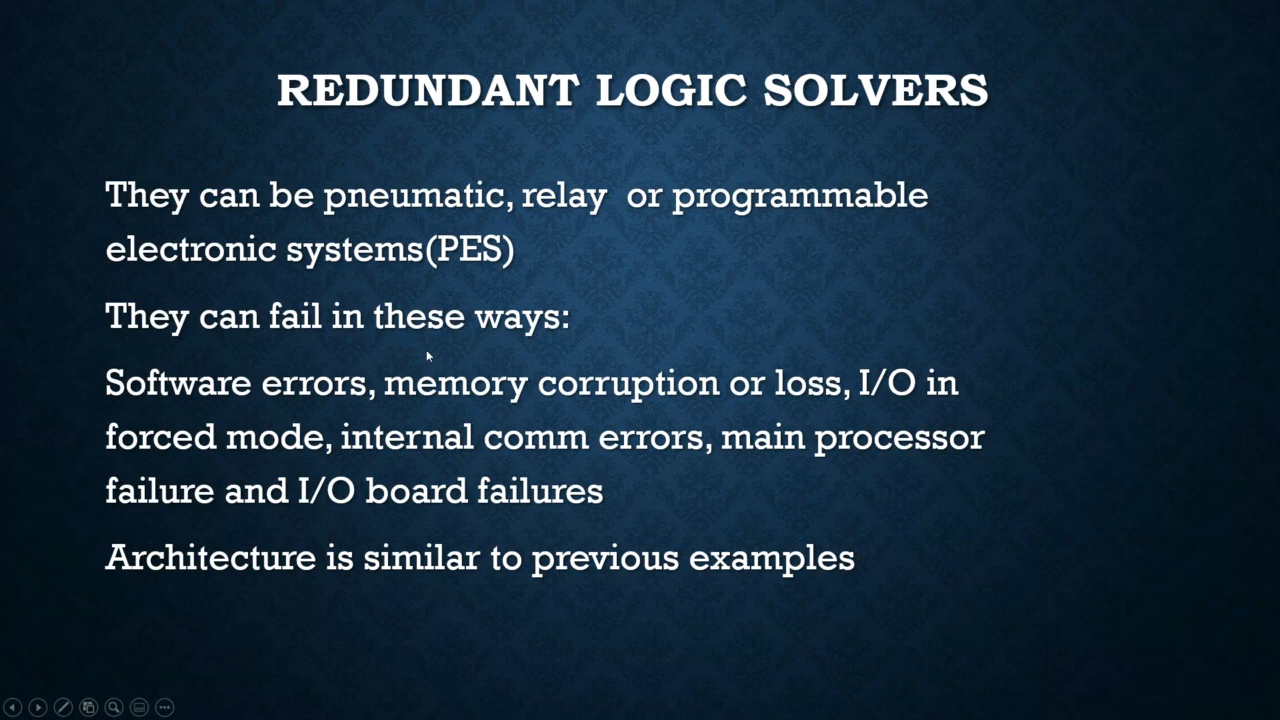 REDUNDANT LOGIC SOLVERS
They can be pneumatic, relay  or programmable
electronic systems(PES)
They can fail in these ways:
Software errors, memory corruption or loss, I/O in
forced mode, internal comm errors, main processor
failure and I/O board failures
Architecture is similar to previous examples